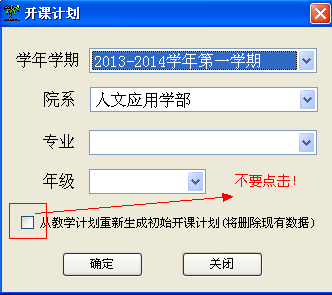 开课计划
学年学期 2013-2014学年第一学期
院系 人文应用学部
专业
年级
不要点击!
从教学计划重新生成初始开课计划(将删除现有数据)
确定 关闭